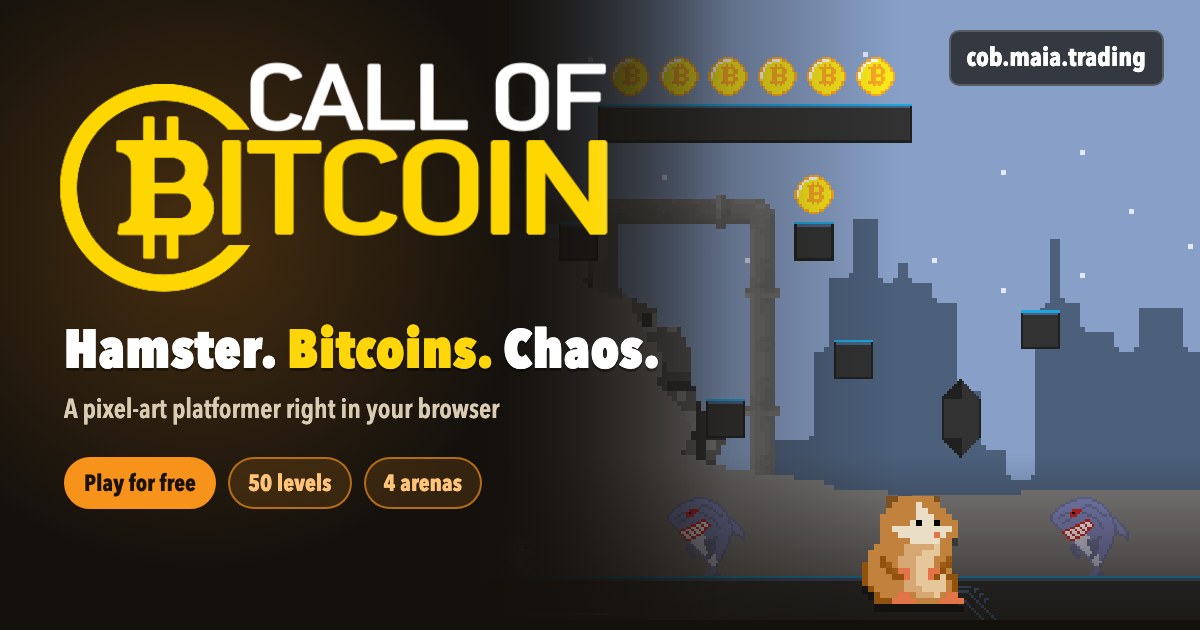 cob.maia.trading
CALL OF
BITCOIN
Hamster. Bitcoins. Chaos.
A pixel-art platformer right in your browser
Play for free
50 levels
4 arenas